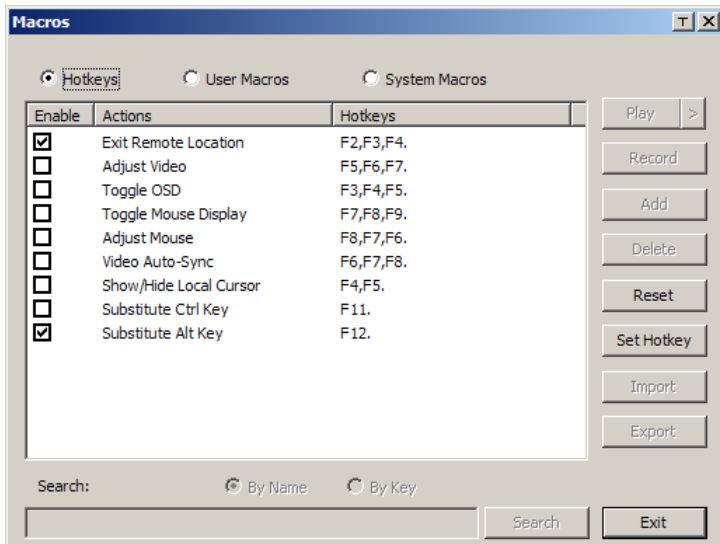 Macros
Hotkeys User Macros System Macros
Enable Actions Hotkeys
Exit Remote Location F2,F3,F4.
Adjust Video F5,F6,F7.
Toggle OSD F3,F4,F5.
Toggle Mouse Display F7,F8,F9.
Adjust Mouse F8,F7,F6.
Video Auto-Sync F6,F7,F8.
Show/Hide Local Cursor F4,F5.
Substitute Ctrl Key F11.
Substitute Alt Key F12.
Play >
Record
Add
Delete
Reset
Set Hotkey
Import
Export
Search: By Name By Key
Search Exit